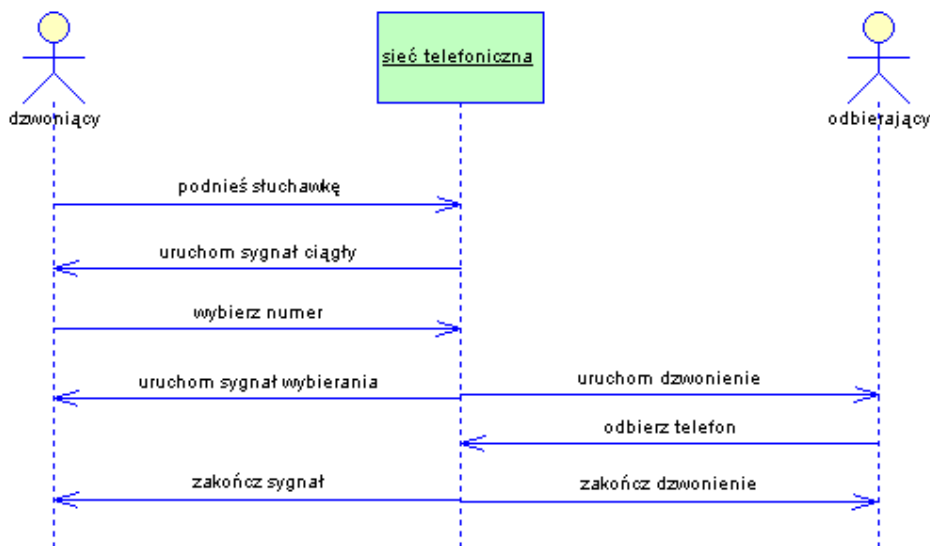 sieć telefoniczna
dzwoniący
odbierający
podnieś słuchawkę
uruchom sygnał ciągły
wybierz numer
uruchom sygnał wybierania
uruchom dzwonienie
odbierz telefon
zakończ sygnał
zakończ dzwonienie